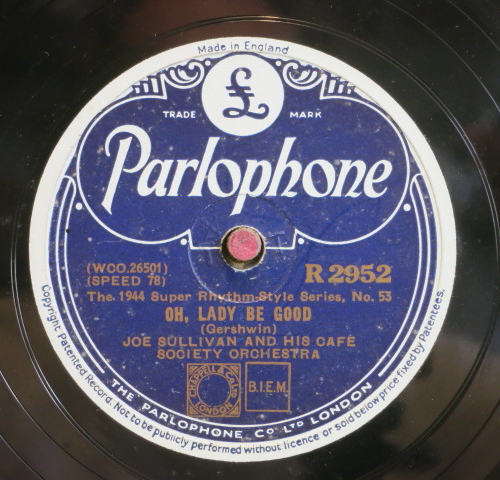 Made in England
£
TRADE MARK
Parlophone
(WCO.26501)
(SPEED 78)
R 2952
The 1944 Super Rhythm-Style Series, No. 53
OH, LADY BE GOOD
(Gershwin)
JOE SULLIVAN AND HIS CAFÉ
SOCIETY ORCHESTRA
CHAPPELL & CO LTD
LONDON
B.I.E.M.
THE PARLOPHONE CO LTD LONDON
Copyright Patented Record. Not to be publicly performed without licence or sold below price fixed by Patentees.